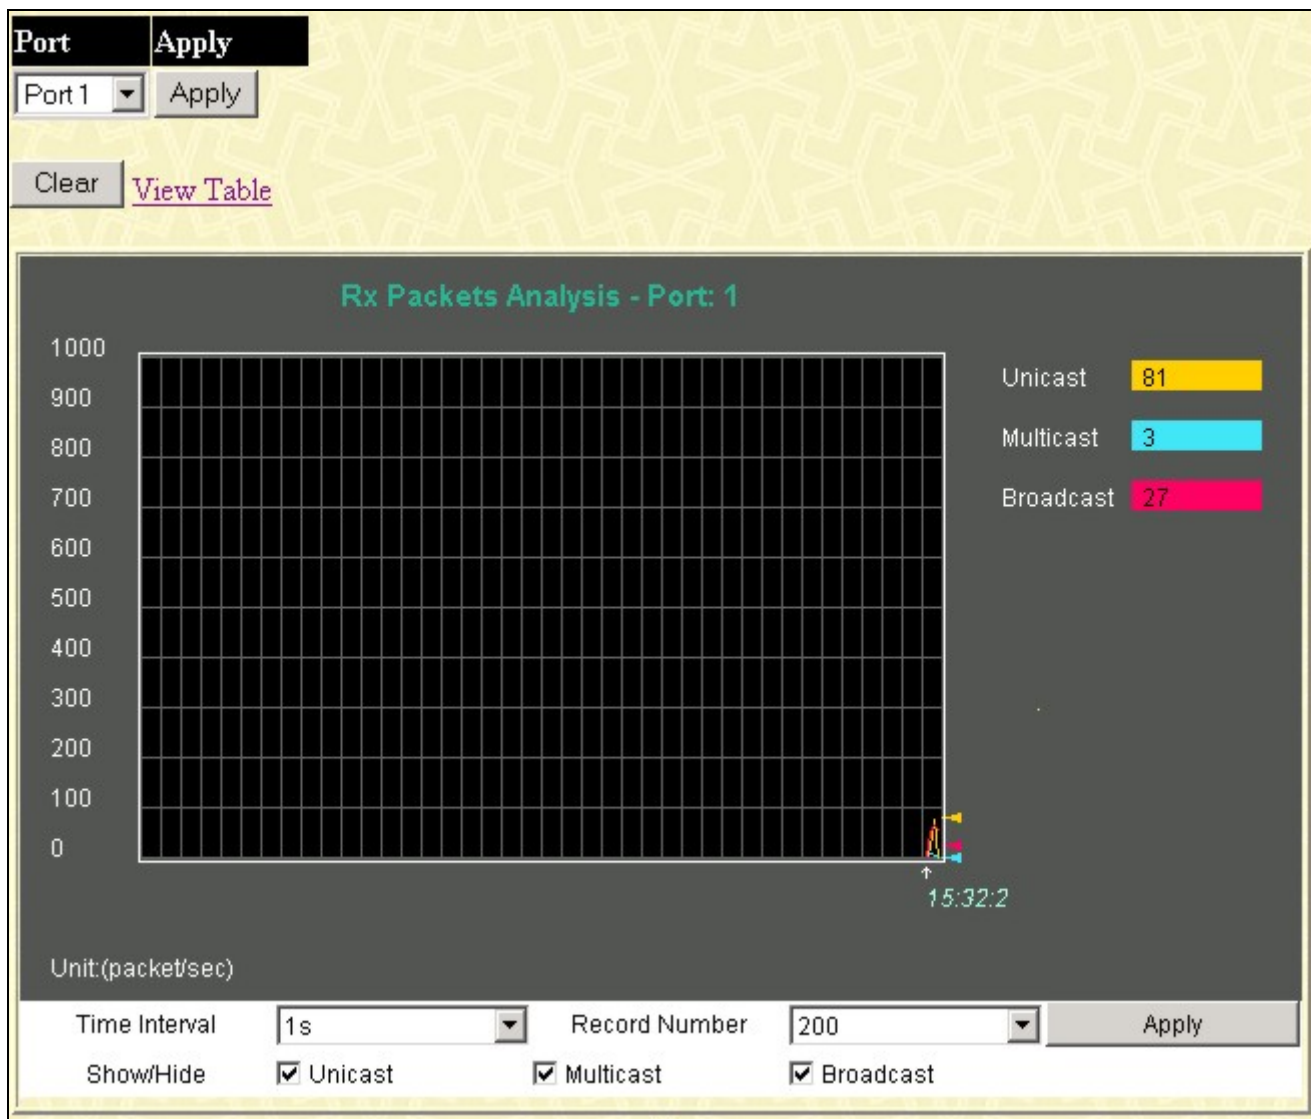 Port Apply
Port 1 Apply
Clear View Table
Rx Packets Analysis - Port: 1
1000
900
800
700
600
500
400
300
200
100
0
Unicast 81
Multicast 3
Broadcast 27
15:32:2
Unit:(packet/sec)
Time Interval 1s Record Number 200 Apply
Show/Hide Unicast Multicast Broadcast